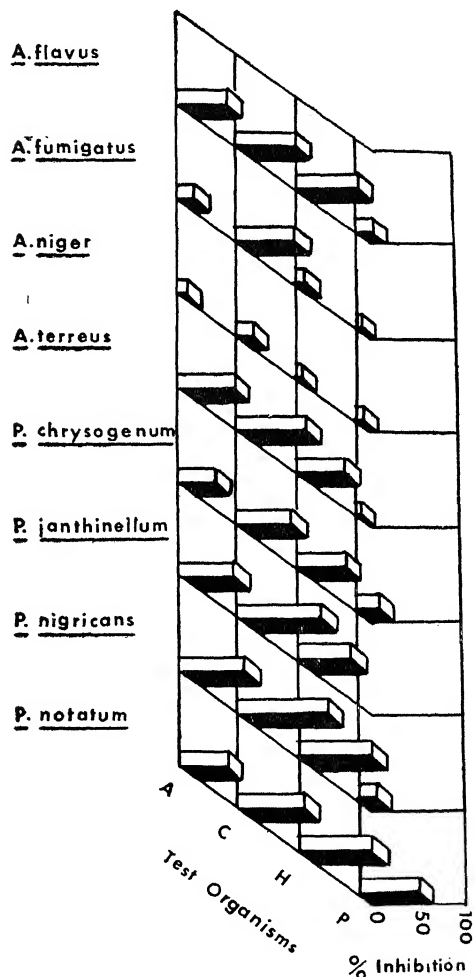 A. flavus
A. fumigatus
A. niger
A. terreus
P. chrysogenum
P. janthinellum
P. nigricans
P. notatum
A
C
H
P
Test Organisms
0
50
100
% Inhibition